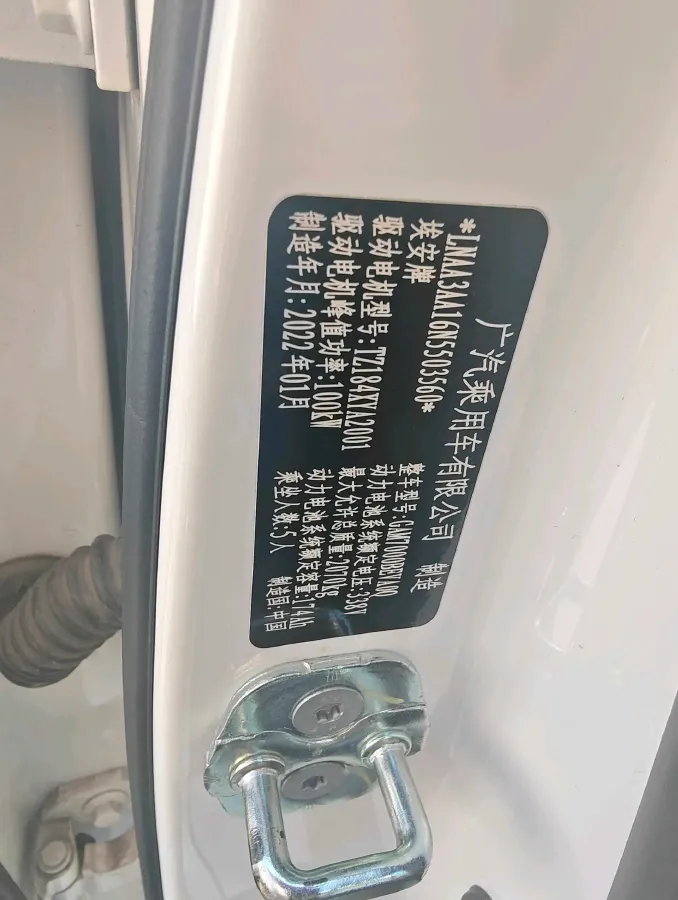 广汽乘用车有限公司 制造
*LNAA3AA16N5503560*
埃安牌 整车型号:GAM7000BEVA0D
驱动电机型号:TZ184XYA2001 动力电池系统额定电压:338V
驱动电机峰值功率:100kW 最大允许总质量:2010kg
制造年月:2022年01月 动力电池系统额定容量:174Ah
乘坐人数:5人 制造国:中国